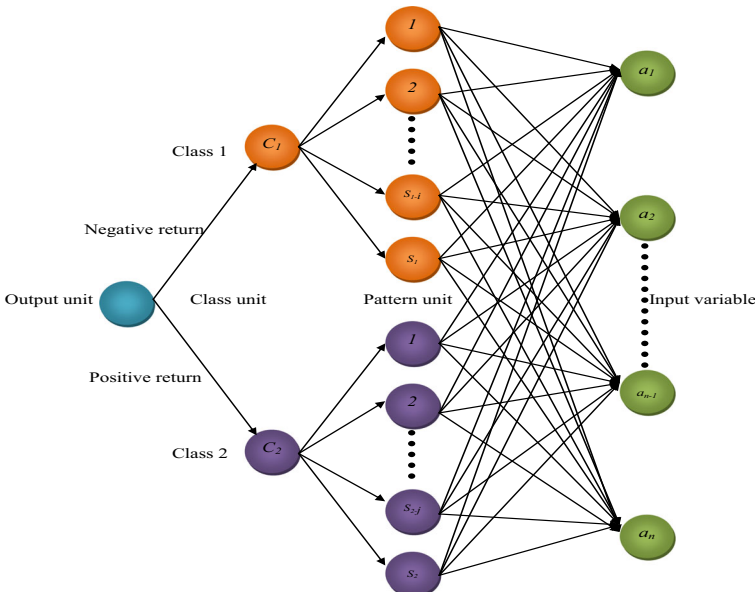 1
a₁
2
C₁
Class 1
s₁₋ᵢ
a₂
Negative return
s₁
Output unit
Class unit
Pattern unit
Input variable
1
Positive return
2
aₙ₋₁
C₂
Class 2
s₂₋ⱼ
aₙ
s₂